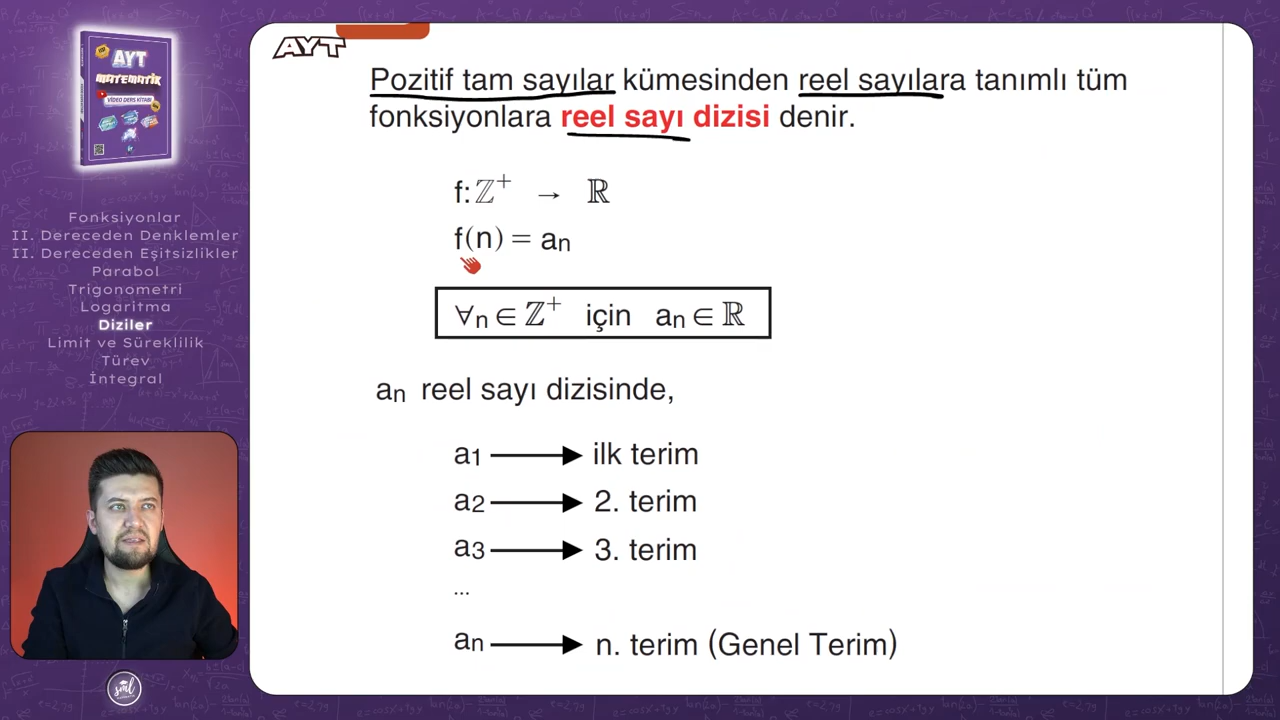 AYT
MATEMATİK
VİDEO DERS KİTABI
Fonksiyonlar
II. Dereceden Denklemler
II. Dereceden Eşitsizlikler
Parabol
Trigonometri
Logaritma
Diziler
Limit ve Süreklilik
Türev
İntegral
sml
AYT
Pozitif tam sayılar kümesinden reel sayılara tanımlı tüm
fonksiyonlara reel sayı dizisi denir.
f: ℤ⁺ → ℝ
f(n) = aₙ
∀n ∈ ℤ⁺ için aₙ ∈ ℝ
aₙ reel sayı dizisinde,
a₁ → ilk terim
a₂ → 2. terim
a₃ → 3. terim
...
aₙ → n. terim (Genel Terim)